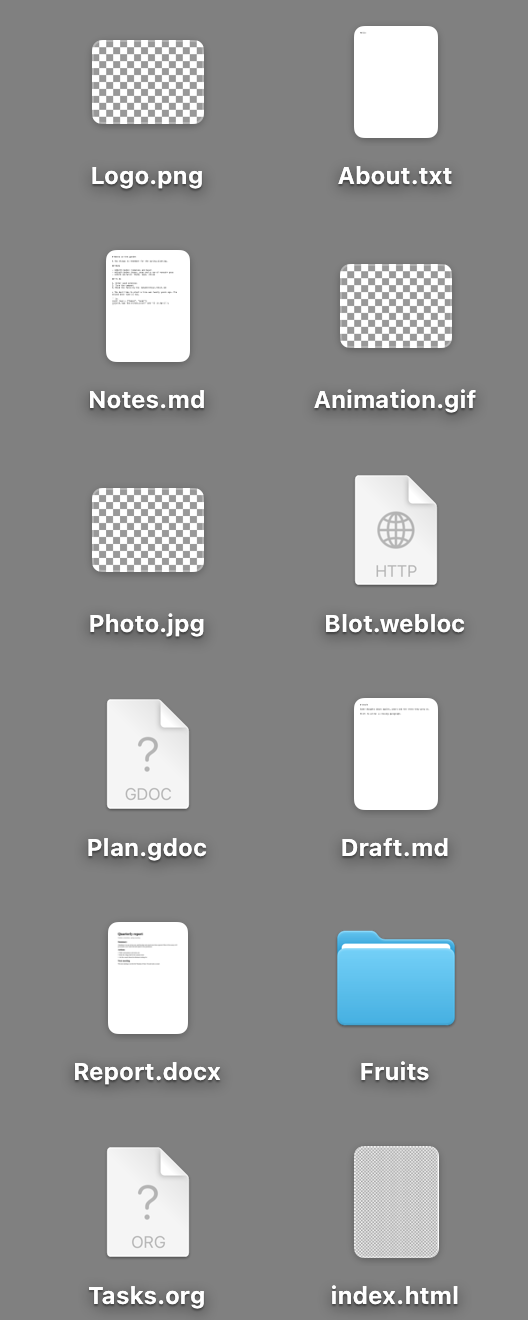 Logo.png
About.txt
Notes.md
Animation.gif
Photo.jpg
HTTP
Blot.webloc
GDOC
Plan.gdoc
Draft.md
Quarterly report
Report.docx
Fruits
ORG
Tasks.org
index.html